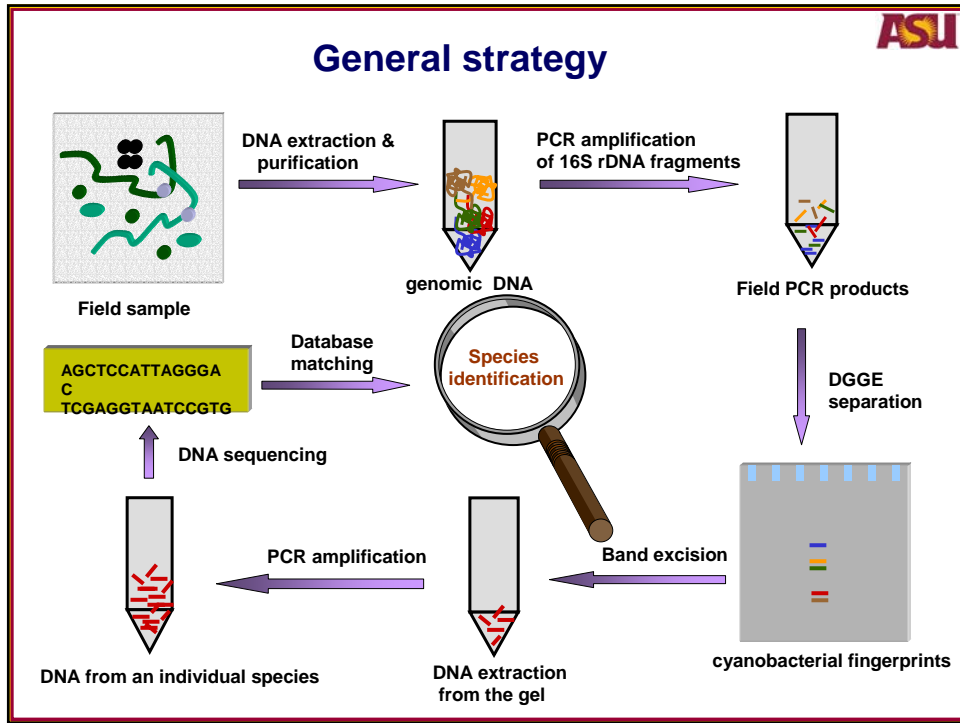 ASU
General strategy
DNA extraction &
purification
PCR amplification
of 16S rDNA fragments
Field sample
genomic DNA
Field PCR products
DGGE
separation
cyanobacterial fingerprints
Band excision
DNA extraction
from the gel
PCR amplification
DNA from an individual species
DNA sequencing
AGCTCCATTAGGGA
C
TCGAGGTAATCCGTG
Database
matching
Species
identification